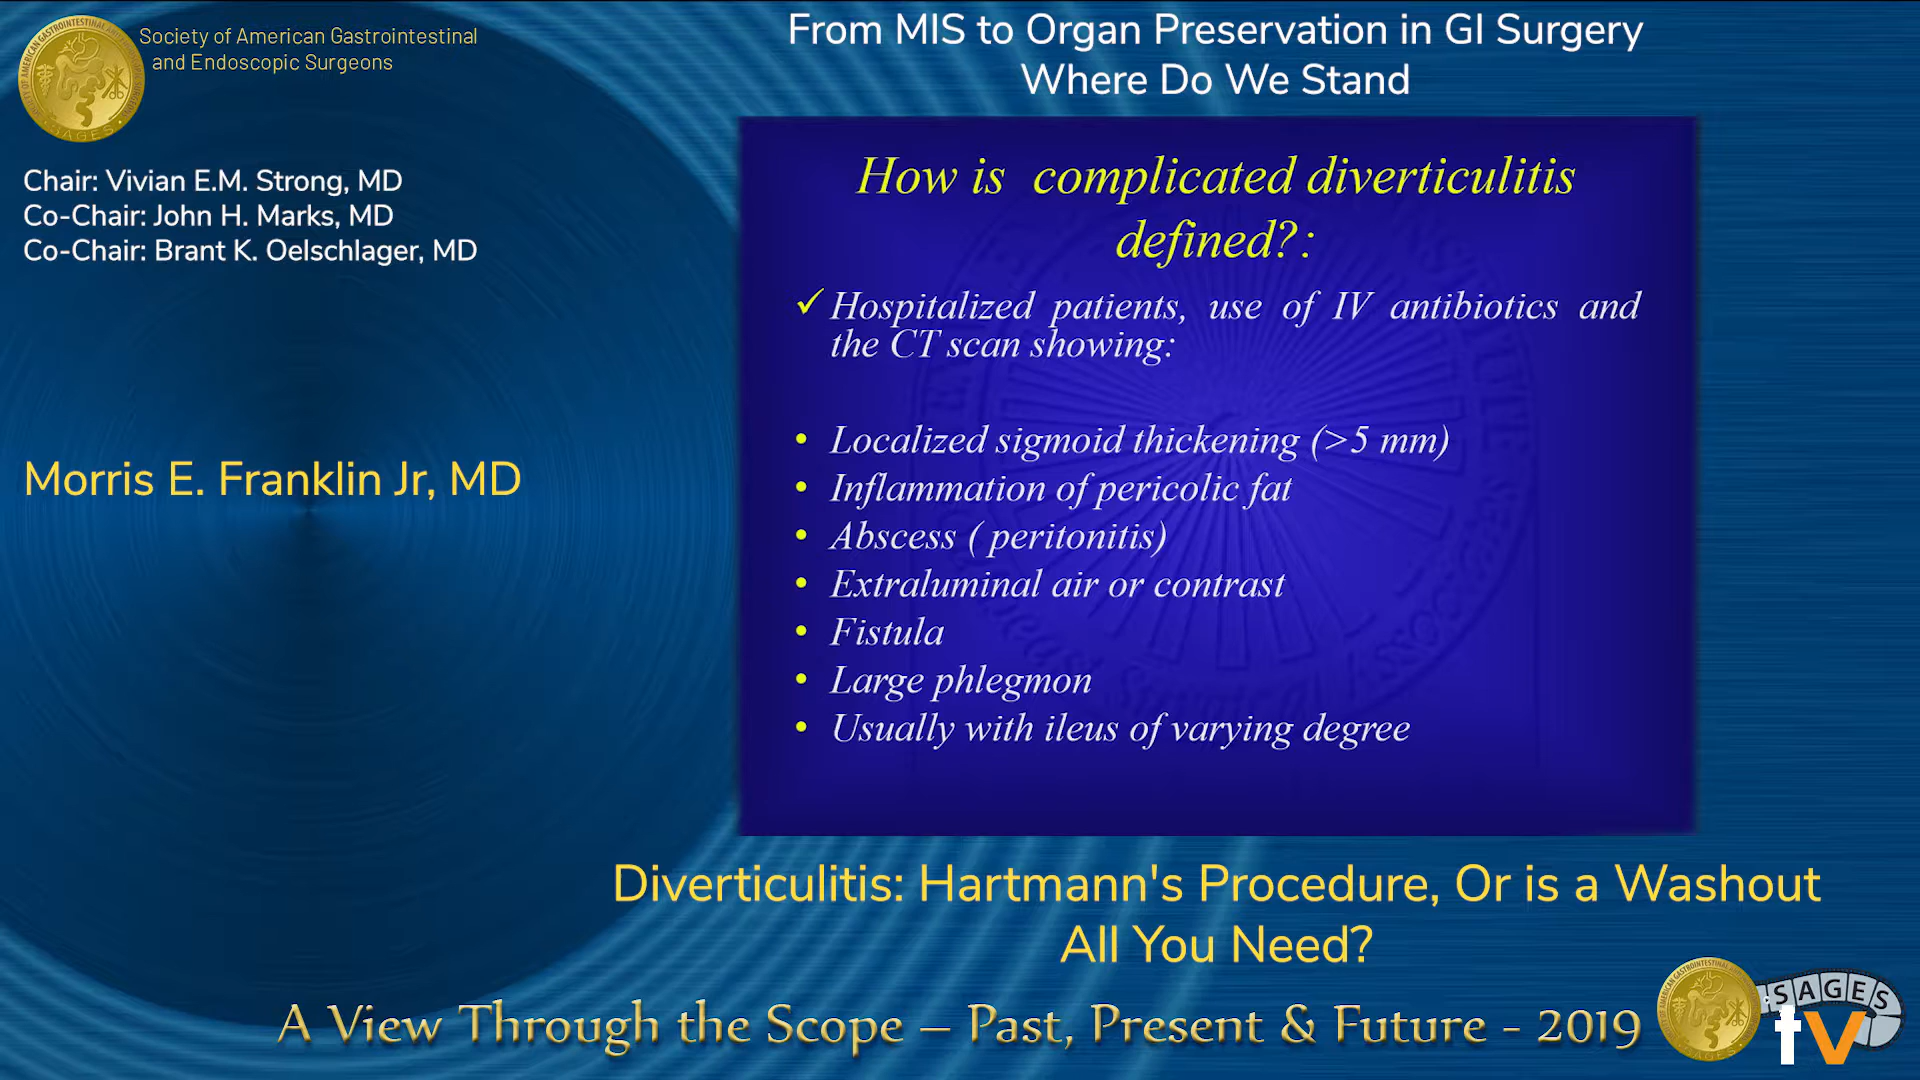 Society of American Gastrointestinal
and Endoscopic Surgeons
From MIS to Organ Preservation in GI Surgery
Where Do We Stand
Chair: Vivian E.M. Strong, MD
Co-Chair: John H. Marks, MD
Co-Chair: Brant K. Oelschlager, MD
Morris E. Franklin Jr, MD
How is complicated diverticulitis
defined?:
✓ Hospitalized patients, use of IV antibiotics and
the CT scan showing:
• Localized sigmoid thickening (>5 mm)
• Inflammation of pericolic fat
• Abscess ( peritonitis)
• Extraluminal air or contrast
• Fistula
• Large phlegmon
• Usually with ileus of varying degree
Diverticulitis: Hartmann's Procedure, Or is a Washout
All You Need?
A View Through the Scope – Past, Present & Future - 2019
SAGES
tv